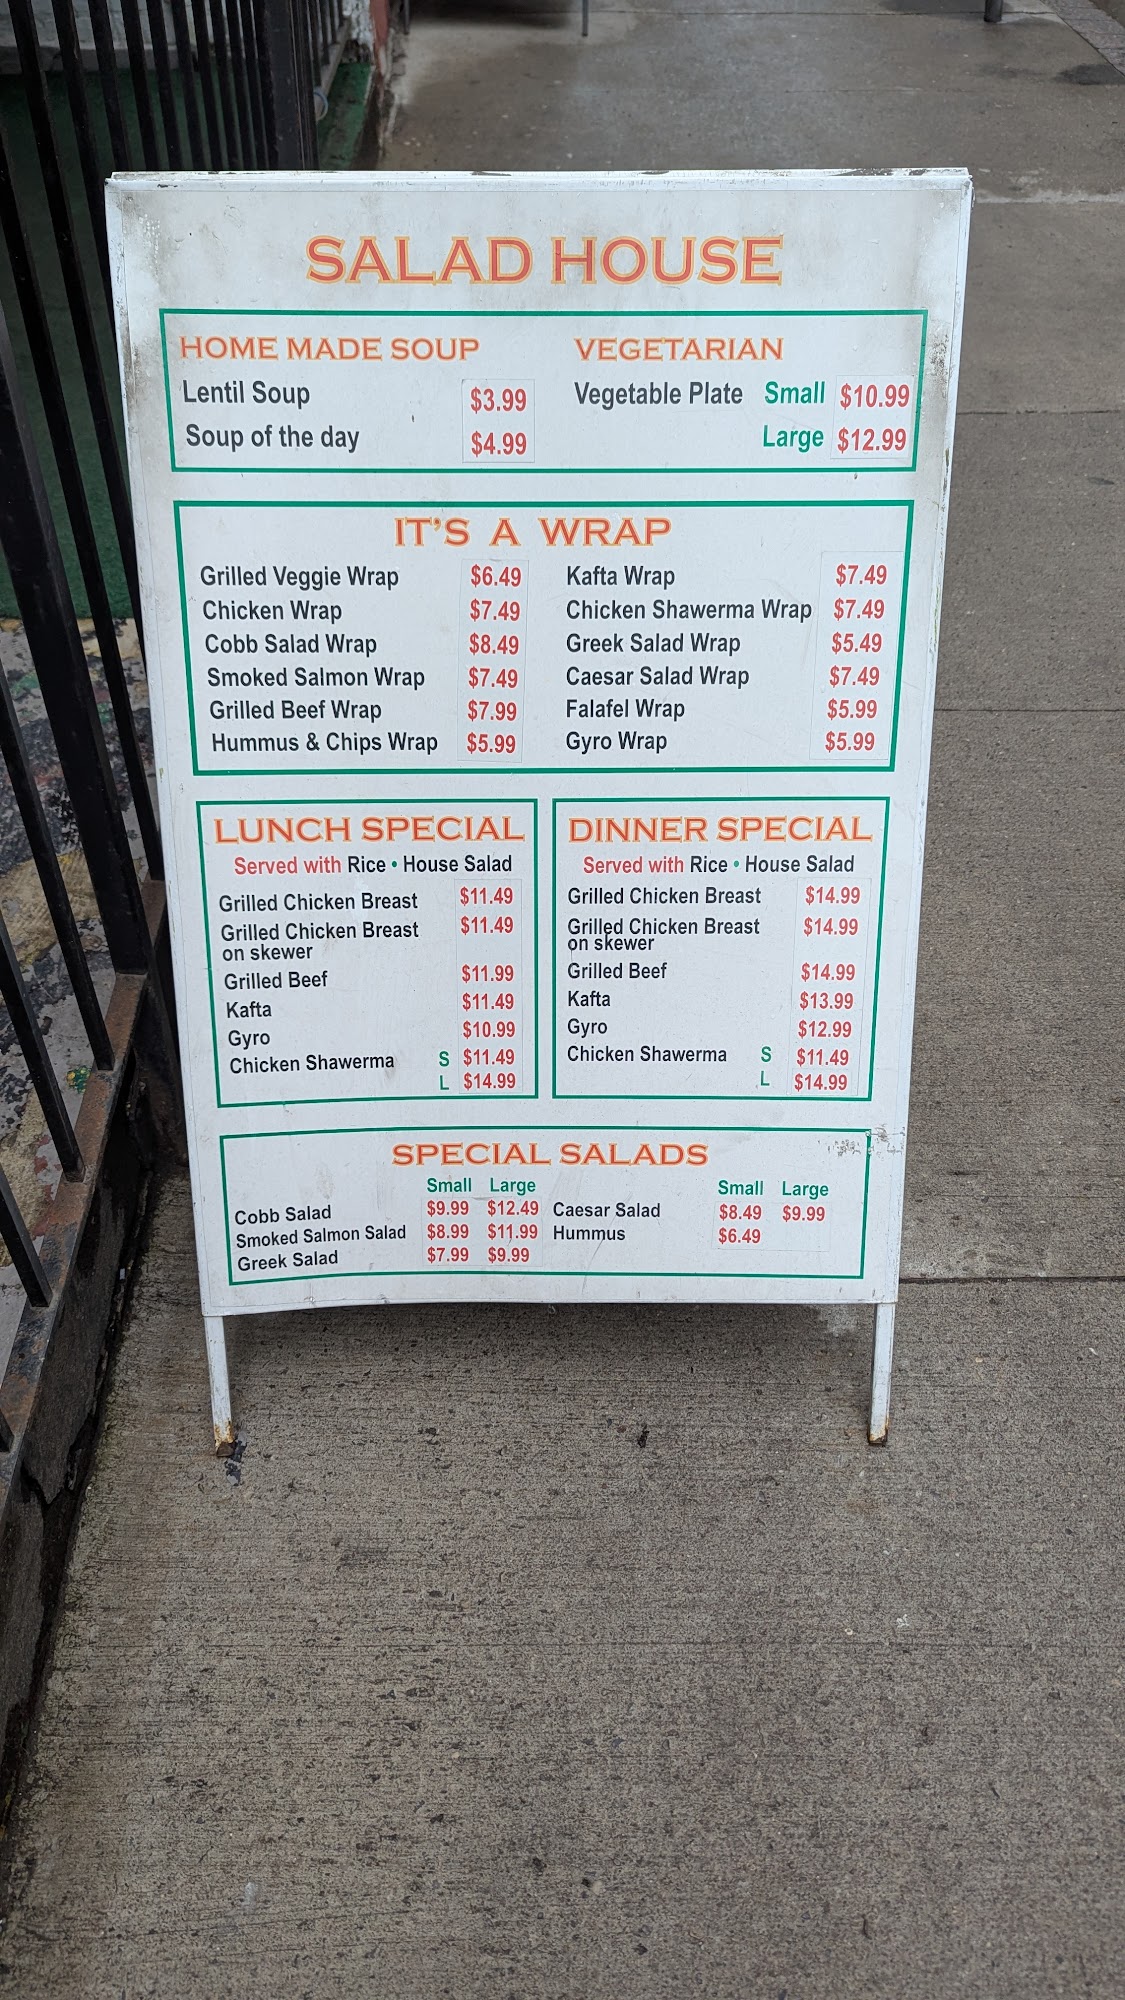 SALAD HOUSE
HOME MADE SOUP
Lentil Soup $3.99
Soup of the day $4.99
VEGETARIAN
Vegetable Plate Small $10.99
Large $12.99
IT'S A WRAP
Grilled Veggie Wrap $6.49
Chicken Wrap $7.49
Cobb Salad Wrap $8.49
Smoked Salmon Wrap $7.49
Grilled Beef Wrap $7.99
Hummus & Chips Wrap $5.99
Kafta Wrap $7.49
Chicken Shawerma Wrap $7.49
Greek Salad Wrap $5.49
Caesar Salad Wrap $7.49
Falafel Wrap $5.99
Gyro Wrap $5.99
LUNCH SPECIAL
Served with Rice • House Salad
Grilled Chicken Breast $11.49
Grilled Chicken Breast $11.49
on skewer
Grilled Beef $11.99
Kafta $11.49
Gyro $10.99
Chicken Shawerma S $11.49
L $14.99
DINNER SPECIAL
Served with Rice • House Salad
Grilled Chicken Breast $14.99
Grilled Chicken Breast $14.99
on skewer
Grilled Beef $14.99
Kafta $13.99
Gyro $12.99
Chicken Shawerma S $11.49
L $14.99
SPECIAL SALADS
Small Large
Cobb Salad $9.99 $12.49
Smoked Salmon Salad $8.99 $11.99
Greek Salad $7.99 $9.99
Small Large
Caesar Salad $8.49 $9.99
Hummus $6.49